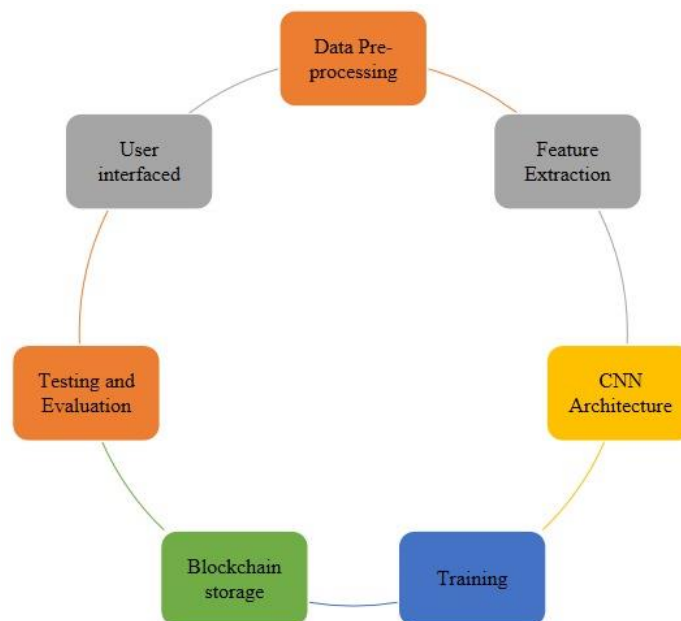 Data Pre-
processing
Feature
Extraction
CNN
Architecture
Training
Blockchain
storage
Testing and
Evaluation
User
interfaced